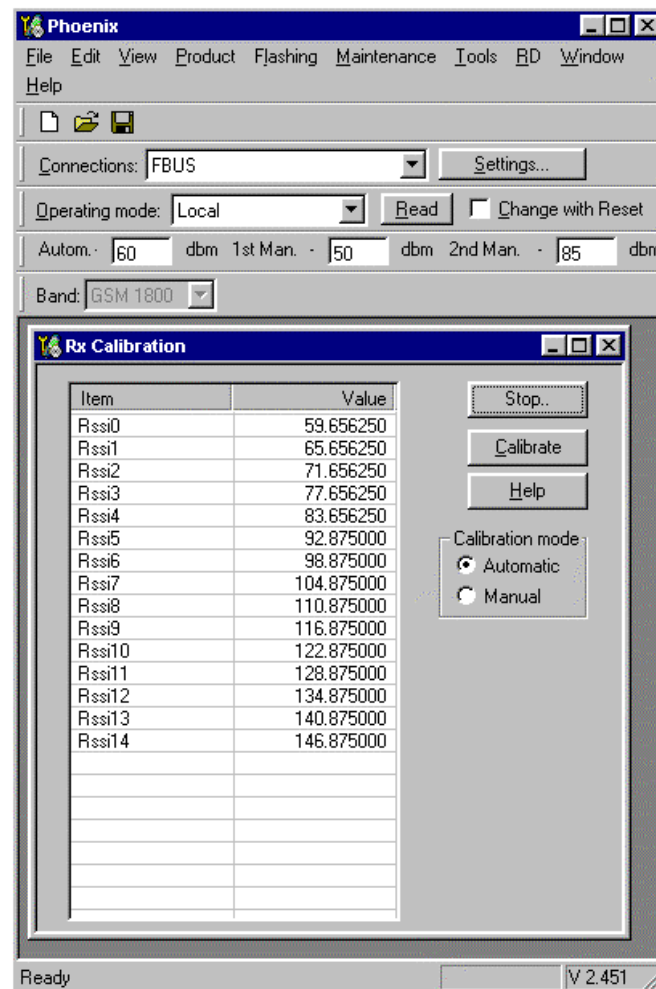 Phoenix
File Edit View Product Flashing Maintenance Tools RD Window
Help
Connections: FBUS Settings...
Operating mode: Local Read Change with Reset
Autom. - 60 dbm 1st Man. - 50 dbm 2nd Man. - 85 dbm
Band: GSM 1800
Rx Calibration
Item Value
Rssi0 59.656250
Rssi1 65.656250
Rssi2 71.656250
Rssi3 77.656250
Rssi4 83.656250
Rssi5 92.875000
Rssi6 98.875000
Rssi7 104.875000
Rssi8 110.875000
Rssi9 116.875000
Rssi10 122.875000
Rssi11 128.875000
Rssi12 134.875000
Rssi13 140.875000
Rssi14 146.875000
Stop..
Calibrate
Help
Calibration mode
Automatic
Manual
Ready V 2.451